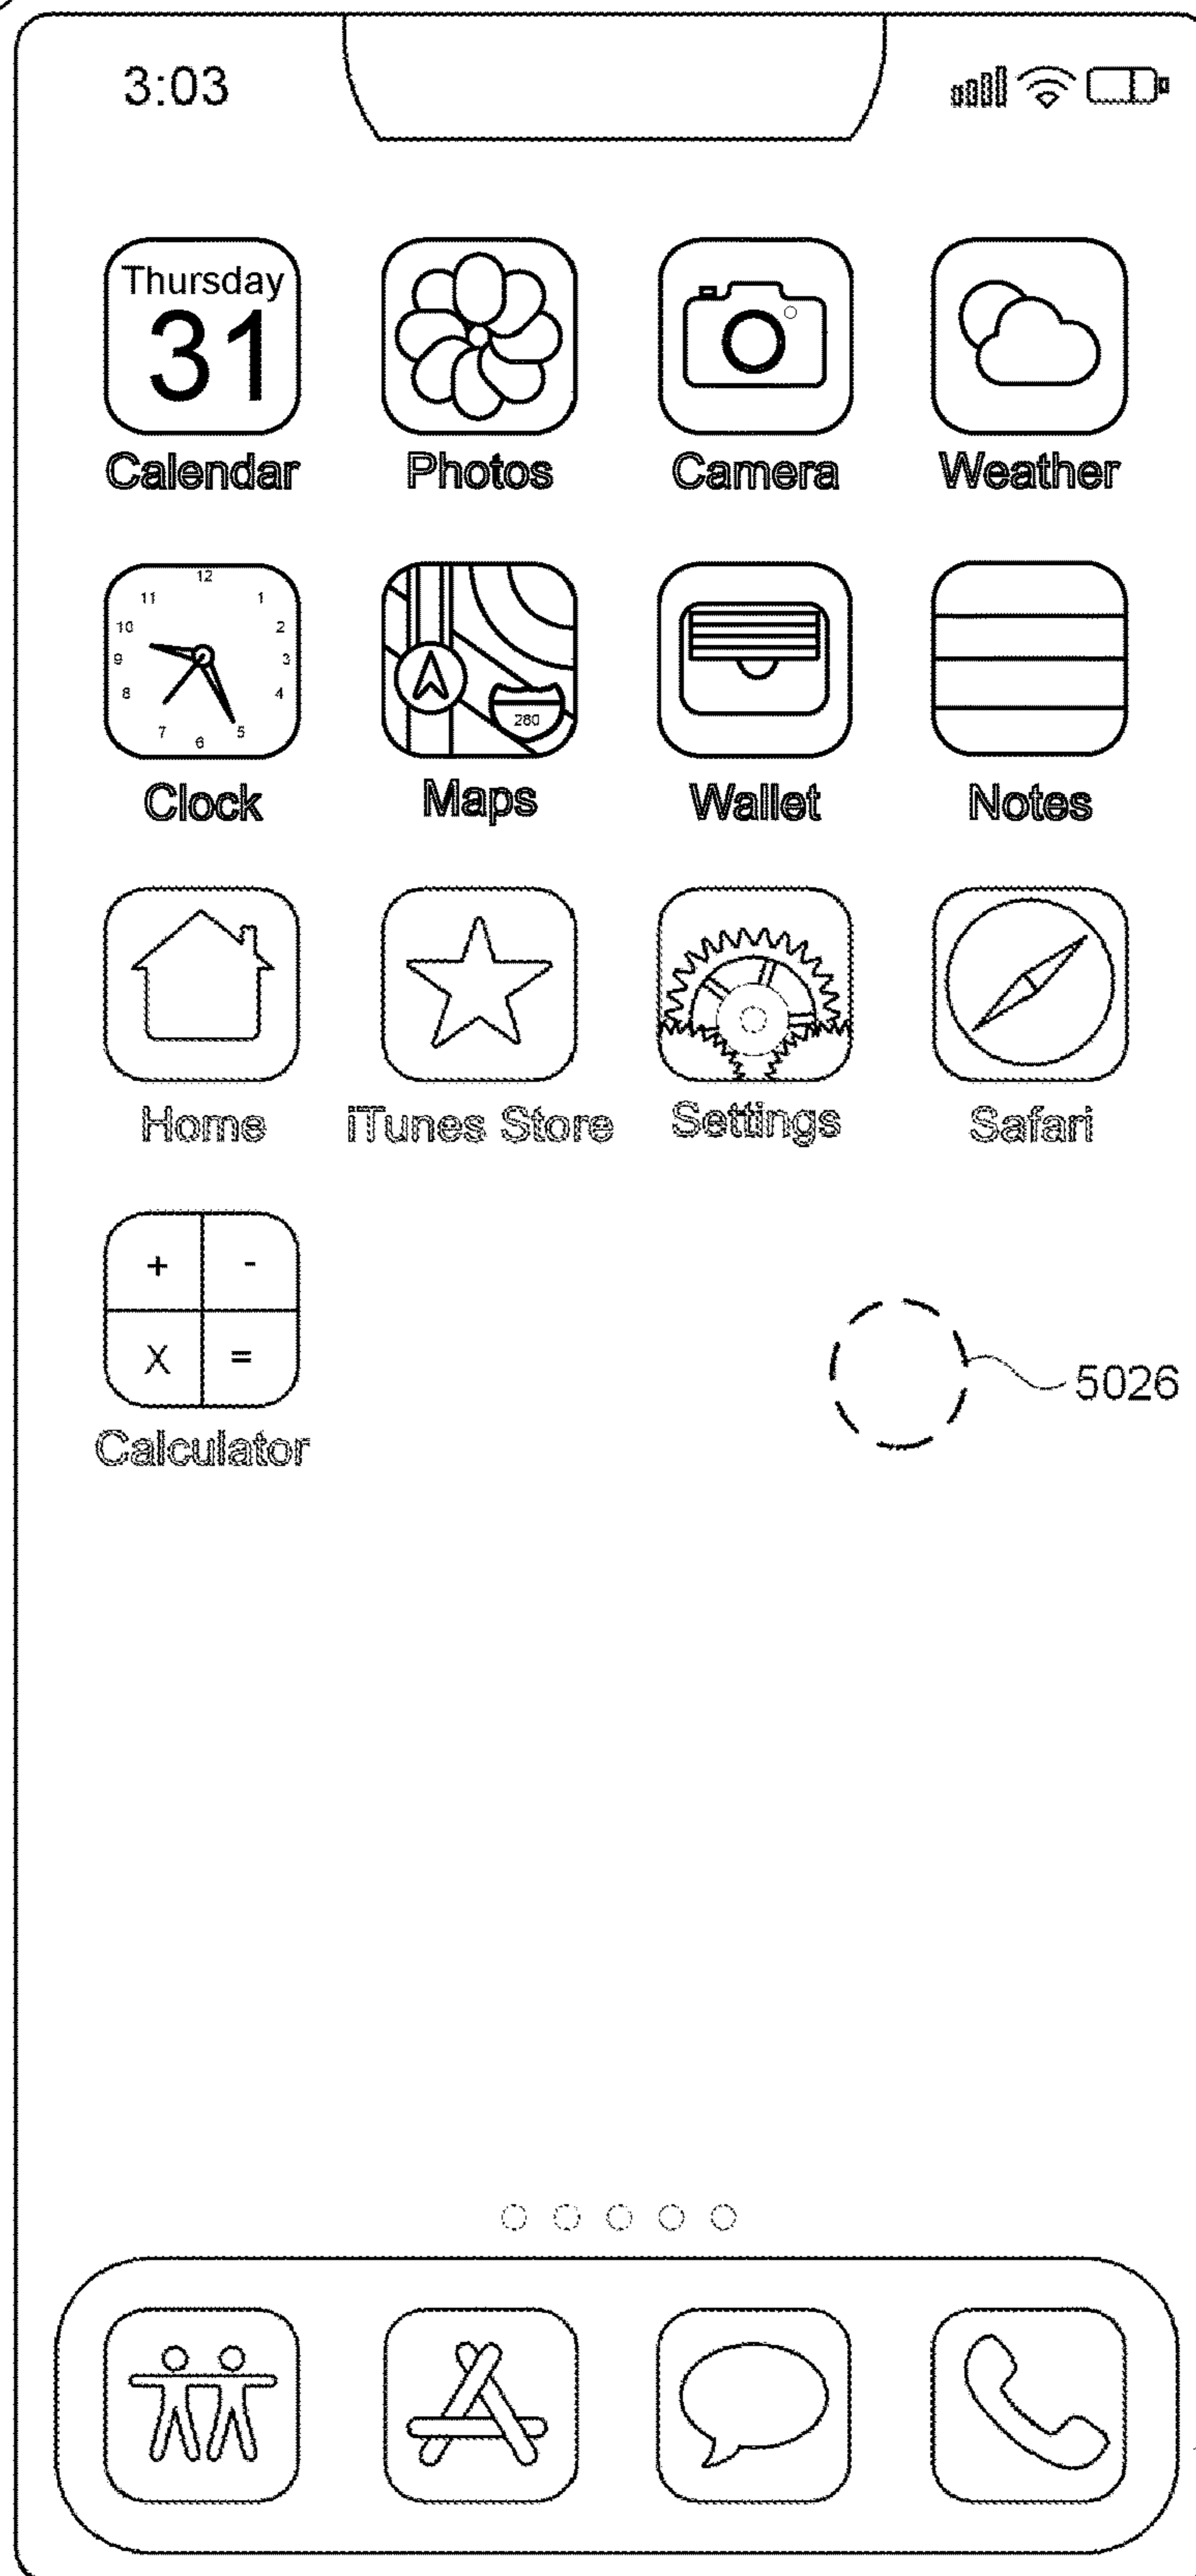 3:03
Thursday
31
Calendar Photos Camera Weather
12
11 1
10 2
9 3
8 4
7 5
6
280
Clock Maps Wallet Notes
Home iTunes Store Settings Safari
+ -
X =
5026
Calculator